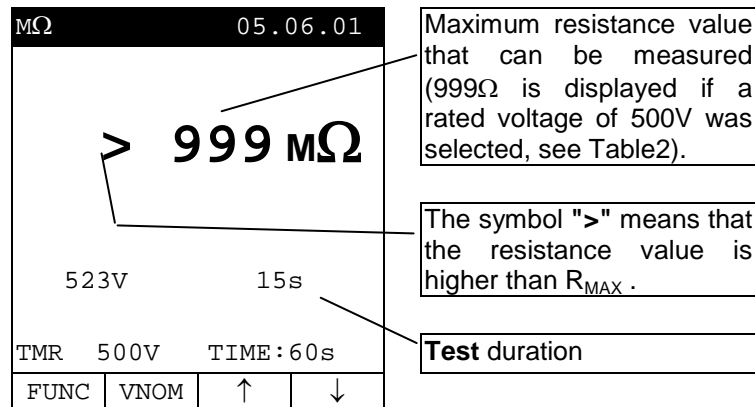 MΩ 05.06.01
> 999 MΩ
523V 15s
TMR 500V TIME:60s
FUNC VNOM ↑ ↓
Maximum resistance value
that can be measured
(999Ω is displayed if a
rated voltage of 500V was
selected, see Table2).
The symbol ">" means that
the resistance value is
higher than RMAX .
Test duration